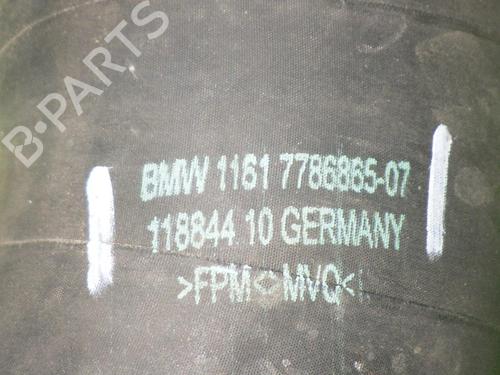 B-PARTS
BMW 1161 7786865-07
118844 10 GERMANY
>FPM<>MVQ<